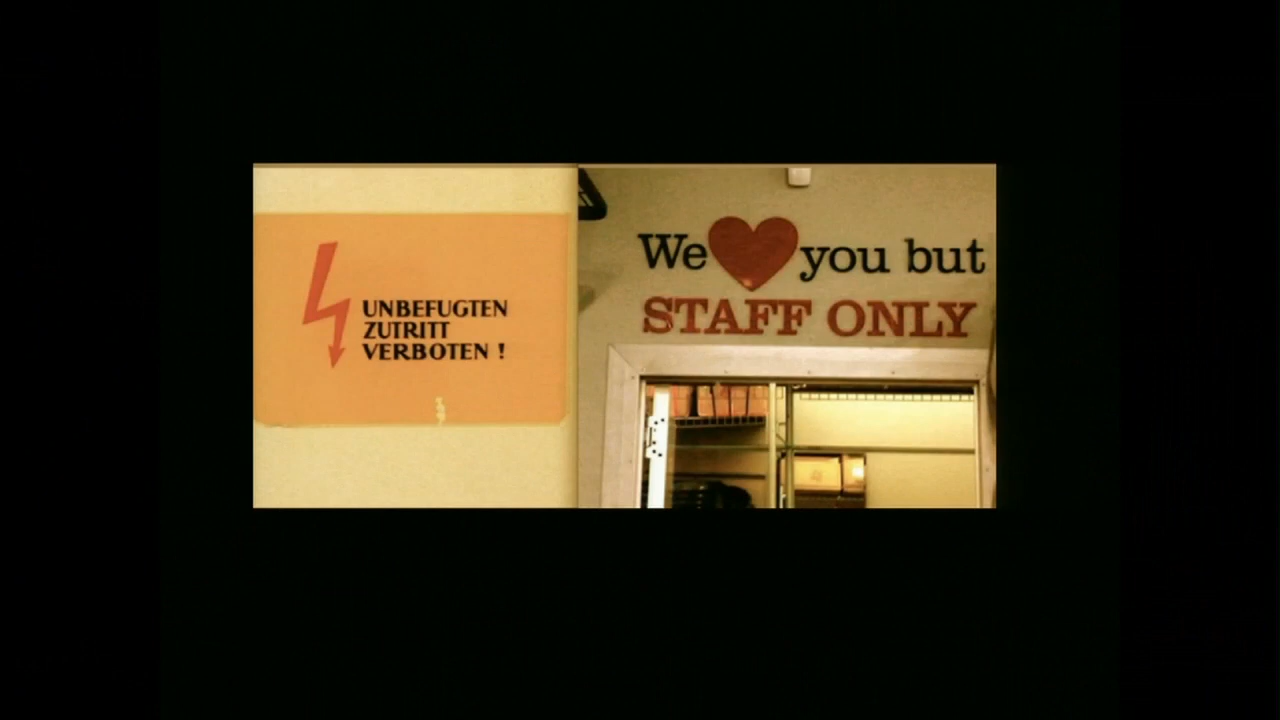 UNBEFUGTEN
ZUTRITT
VERBOTEN !
We ❤ you but
STAFF ONLY